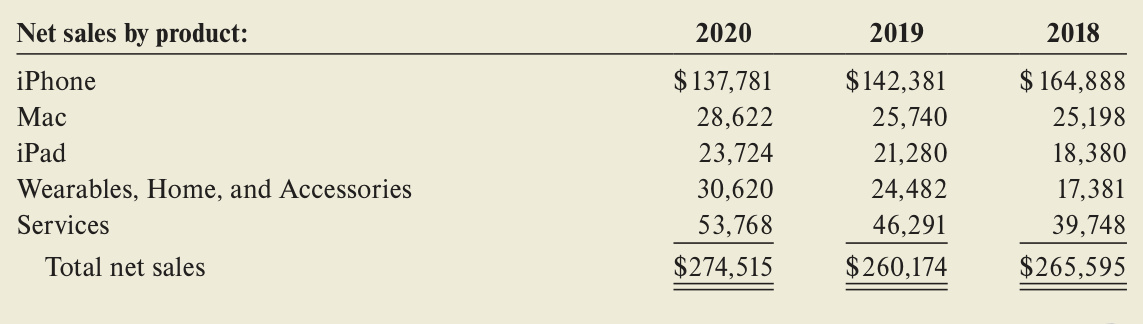 Net sales by product: 2020 2019 2018
iPhone $137,781 $142,381 $164,888
Mac 28,622 25,740 25,198
iPad 23,724 21,280 18,380
Wearables, Home, and Accessories 30,620 24,482 17,381
Services 53,768 46,291 39,748
Total net sales $274,515 $260,174 $265,595